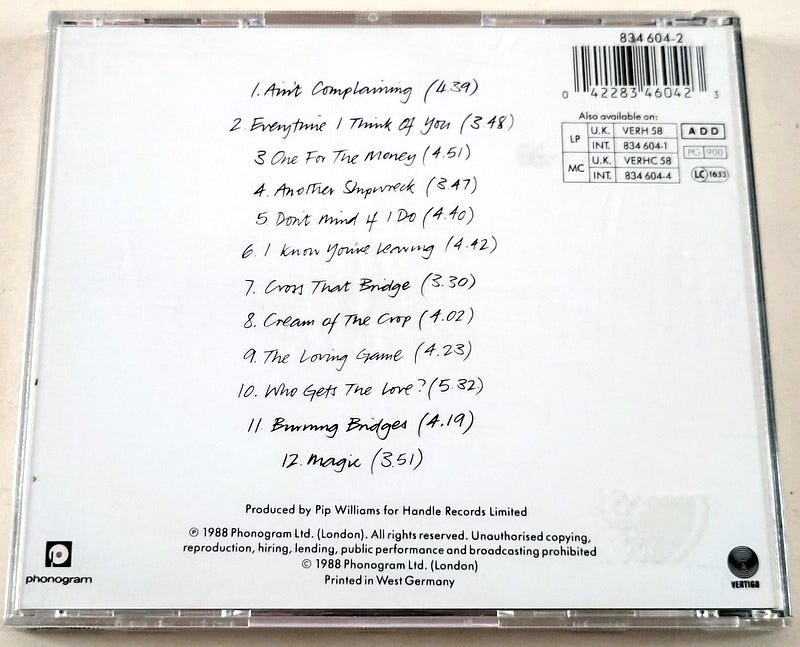 834 604-2
0 42283 46042 3
Also available on:
LP U.K. VERH 58
INT. 834 604-1
MC U.K. VERHC 58
INT. 834 604-4
ADD
PG 900
LC 1633
1. Ain't Complaining (4.39)
2 Everytime I Think Of You (3.48)
3 One For The Money (4.51)
4. Another Shipwreck (3.47)
5 Don't Mind If I Do (4.40)
6. I Know You're Leaving (4.42)
7. Cross That Bridge (3.30)
8. Cream of The Crop (4.02)
9. The Loving Game (4.23)
10. Who Gets The Love? (5.32)
11. Burning Bridges (4.19)
12. Magic (3.51)
Produced by Pip Williams for Handle Records Limited
℗ 1988 Phonogram Ltd. (London). All rights reserved. Unauthorised copying,
reproduction, hiring, lending, public performance and broadcasting prohibited
© 1988 Phonogram Ltd. (London)
Printed in West Germany
phonogram
VERTIGO